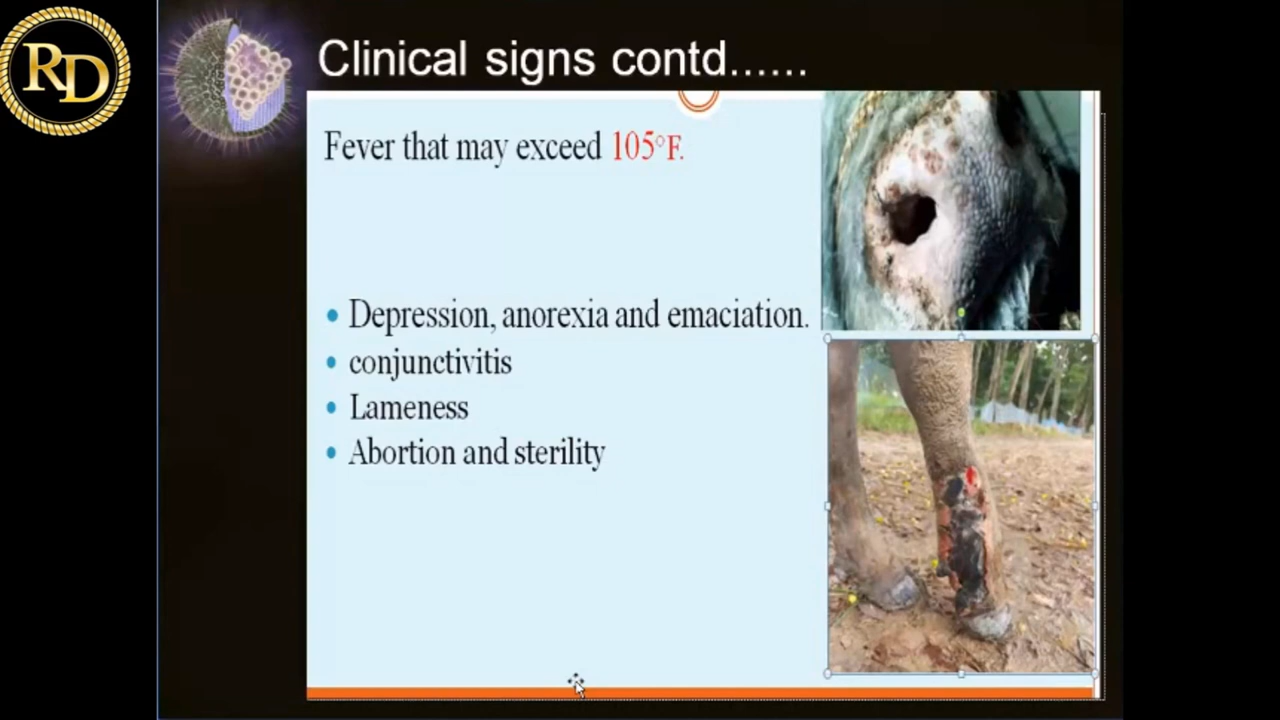 RD
Clinical signs contd......
Fever that may exceed 105°F.
• Depression, anorexia and emaciation.
• conjunctivitis
• Lameness
• Abortion and sterility